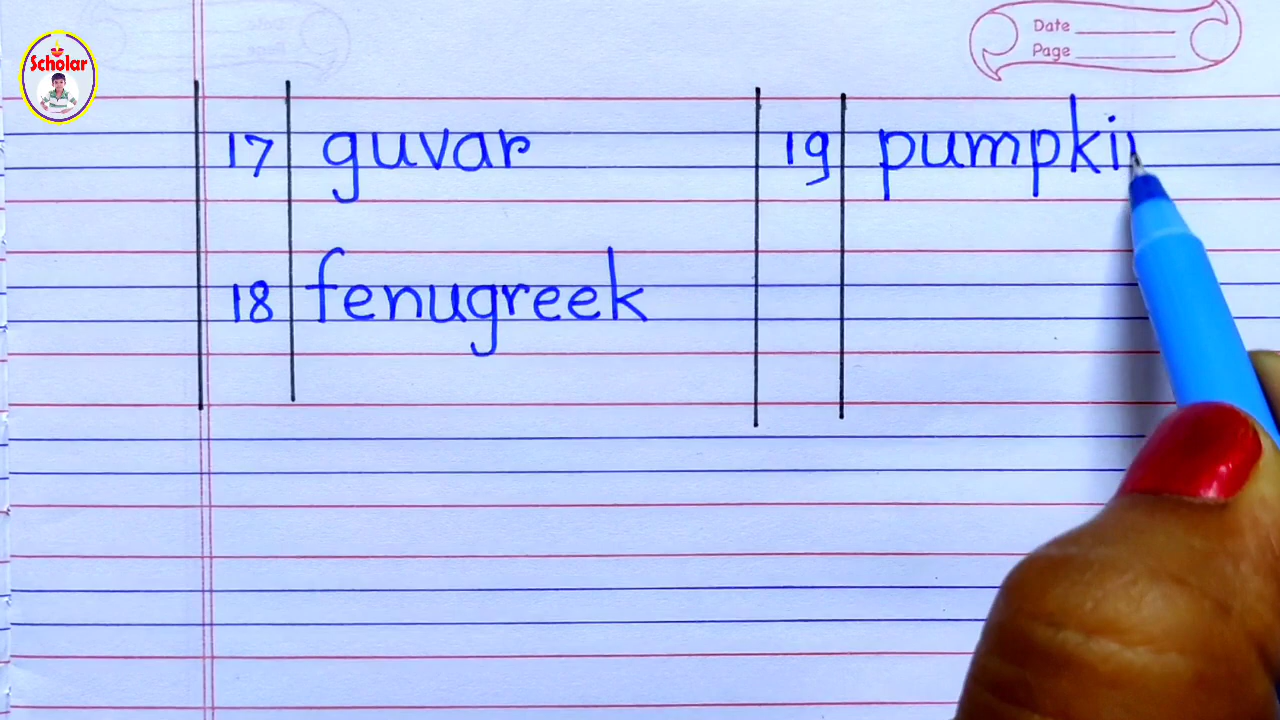 Scholar
Date
Page
17 guvar
19 pumpki
18 fenugreek